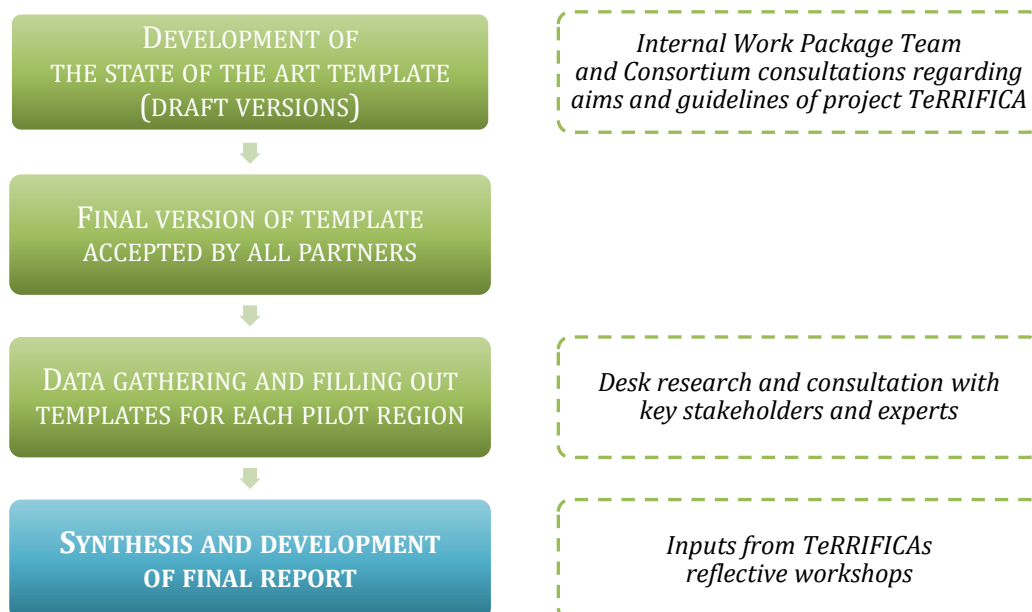 DEVELOPMENT OF
THE STATE OF THE ART TEMPLATE
(DRAFT VERSIONS)
Internal Work Package Team
and Consortium consultations regarding
aims and guidelines of project TeRRIFICA
FINAL VERSION OF TEMPLATE
ACCEPTED BY ALL PARTNERS
DATA GATHERING AND FILLING OUT
TEMPLATES FOR EACH PILOT REGION
Desk research and consultation with
key stakeholders and experts
SYNTHESIS AND DEVELOPMENT
OF FINAL REPORT
Inputs from TeRRIFICAs
reflective workshops